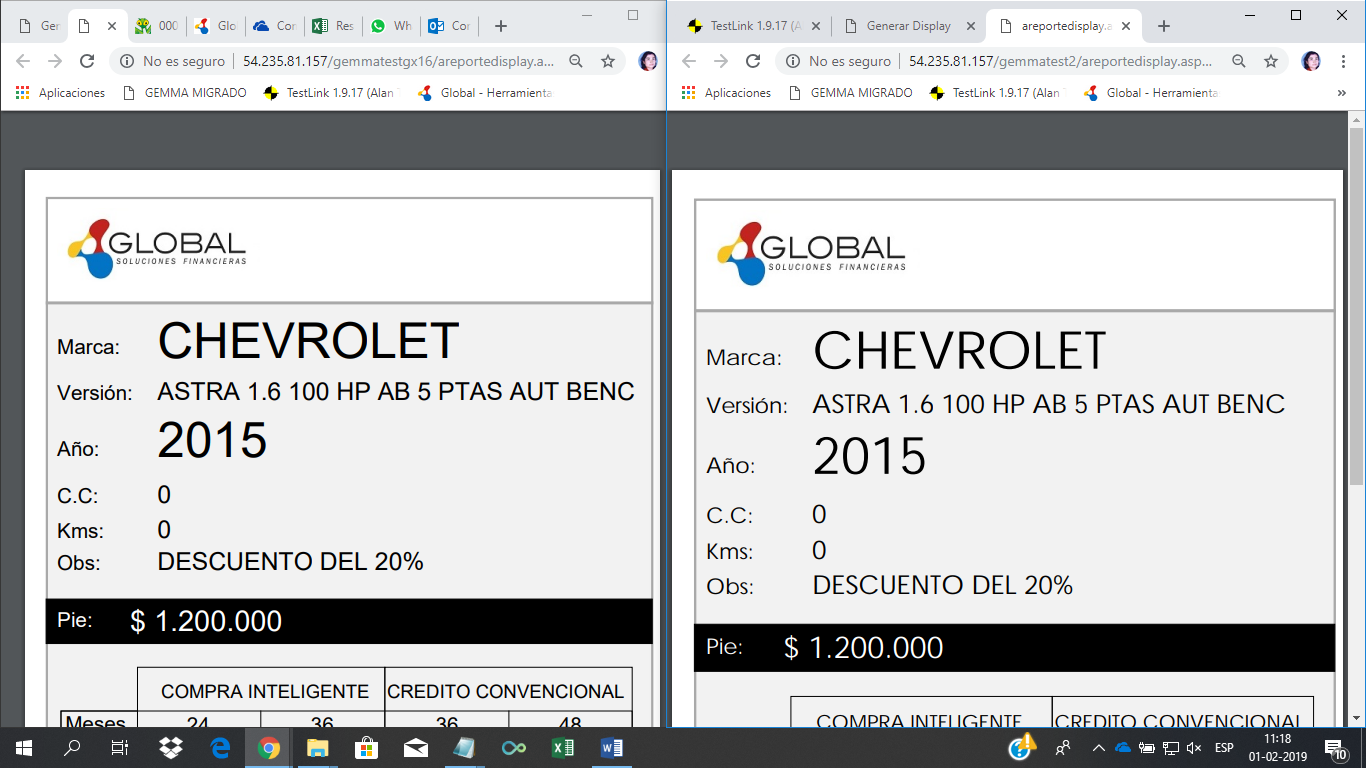 Ger
000
Glo
Cor
Res
Wh
Cor
No es seguro
54.235.81.157/gemmatestgx16/areportedisplay.a...
Aplicaciones
GEMMA MIGRADO
TestLink 1.9.17 (Alan
Global - Herramienta
GLOBAL
SOLUCIONES FINANCIERAS
Marca: CHEVROLET
Versión: ASTRA 1.6 100 HP AB 5 PTAS AUT BENC
Año: 2015
C.C: 0
Kms: 0
Obs: DESCUENTO DEL 20%
Pie: $ 1.200.000
COMPRA INTELIGENTE CREDITO CONVENCIONAL
Meses 24 36 36 48
TestLink 1.9.17 (A
Generar Display
areportedisplay.a
No es seguro
54.235.81.157/gemmatest2/areportedisplay.asp...
Aplicaciones
GEMMA MIGRADO
TestLink 1.9.17 (Alan
Global - Herramienta
»
GLOBAL
SOLUCIONES FINANCIERAS
Marca: CHEVROLET
Versión: ASTRA 1.6 100 HP AB 5 PTAS AUT BENC
Año: 2015
C.C: 0
Kms: 0
Obs: DESCUENTO DEL 20%
Pie: $ 1.200.000
COMPRA INTELIGENTE CREDITO CONVENCIONAL
ESP
11:18
01-02-2019
10